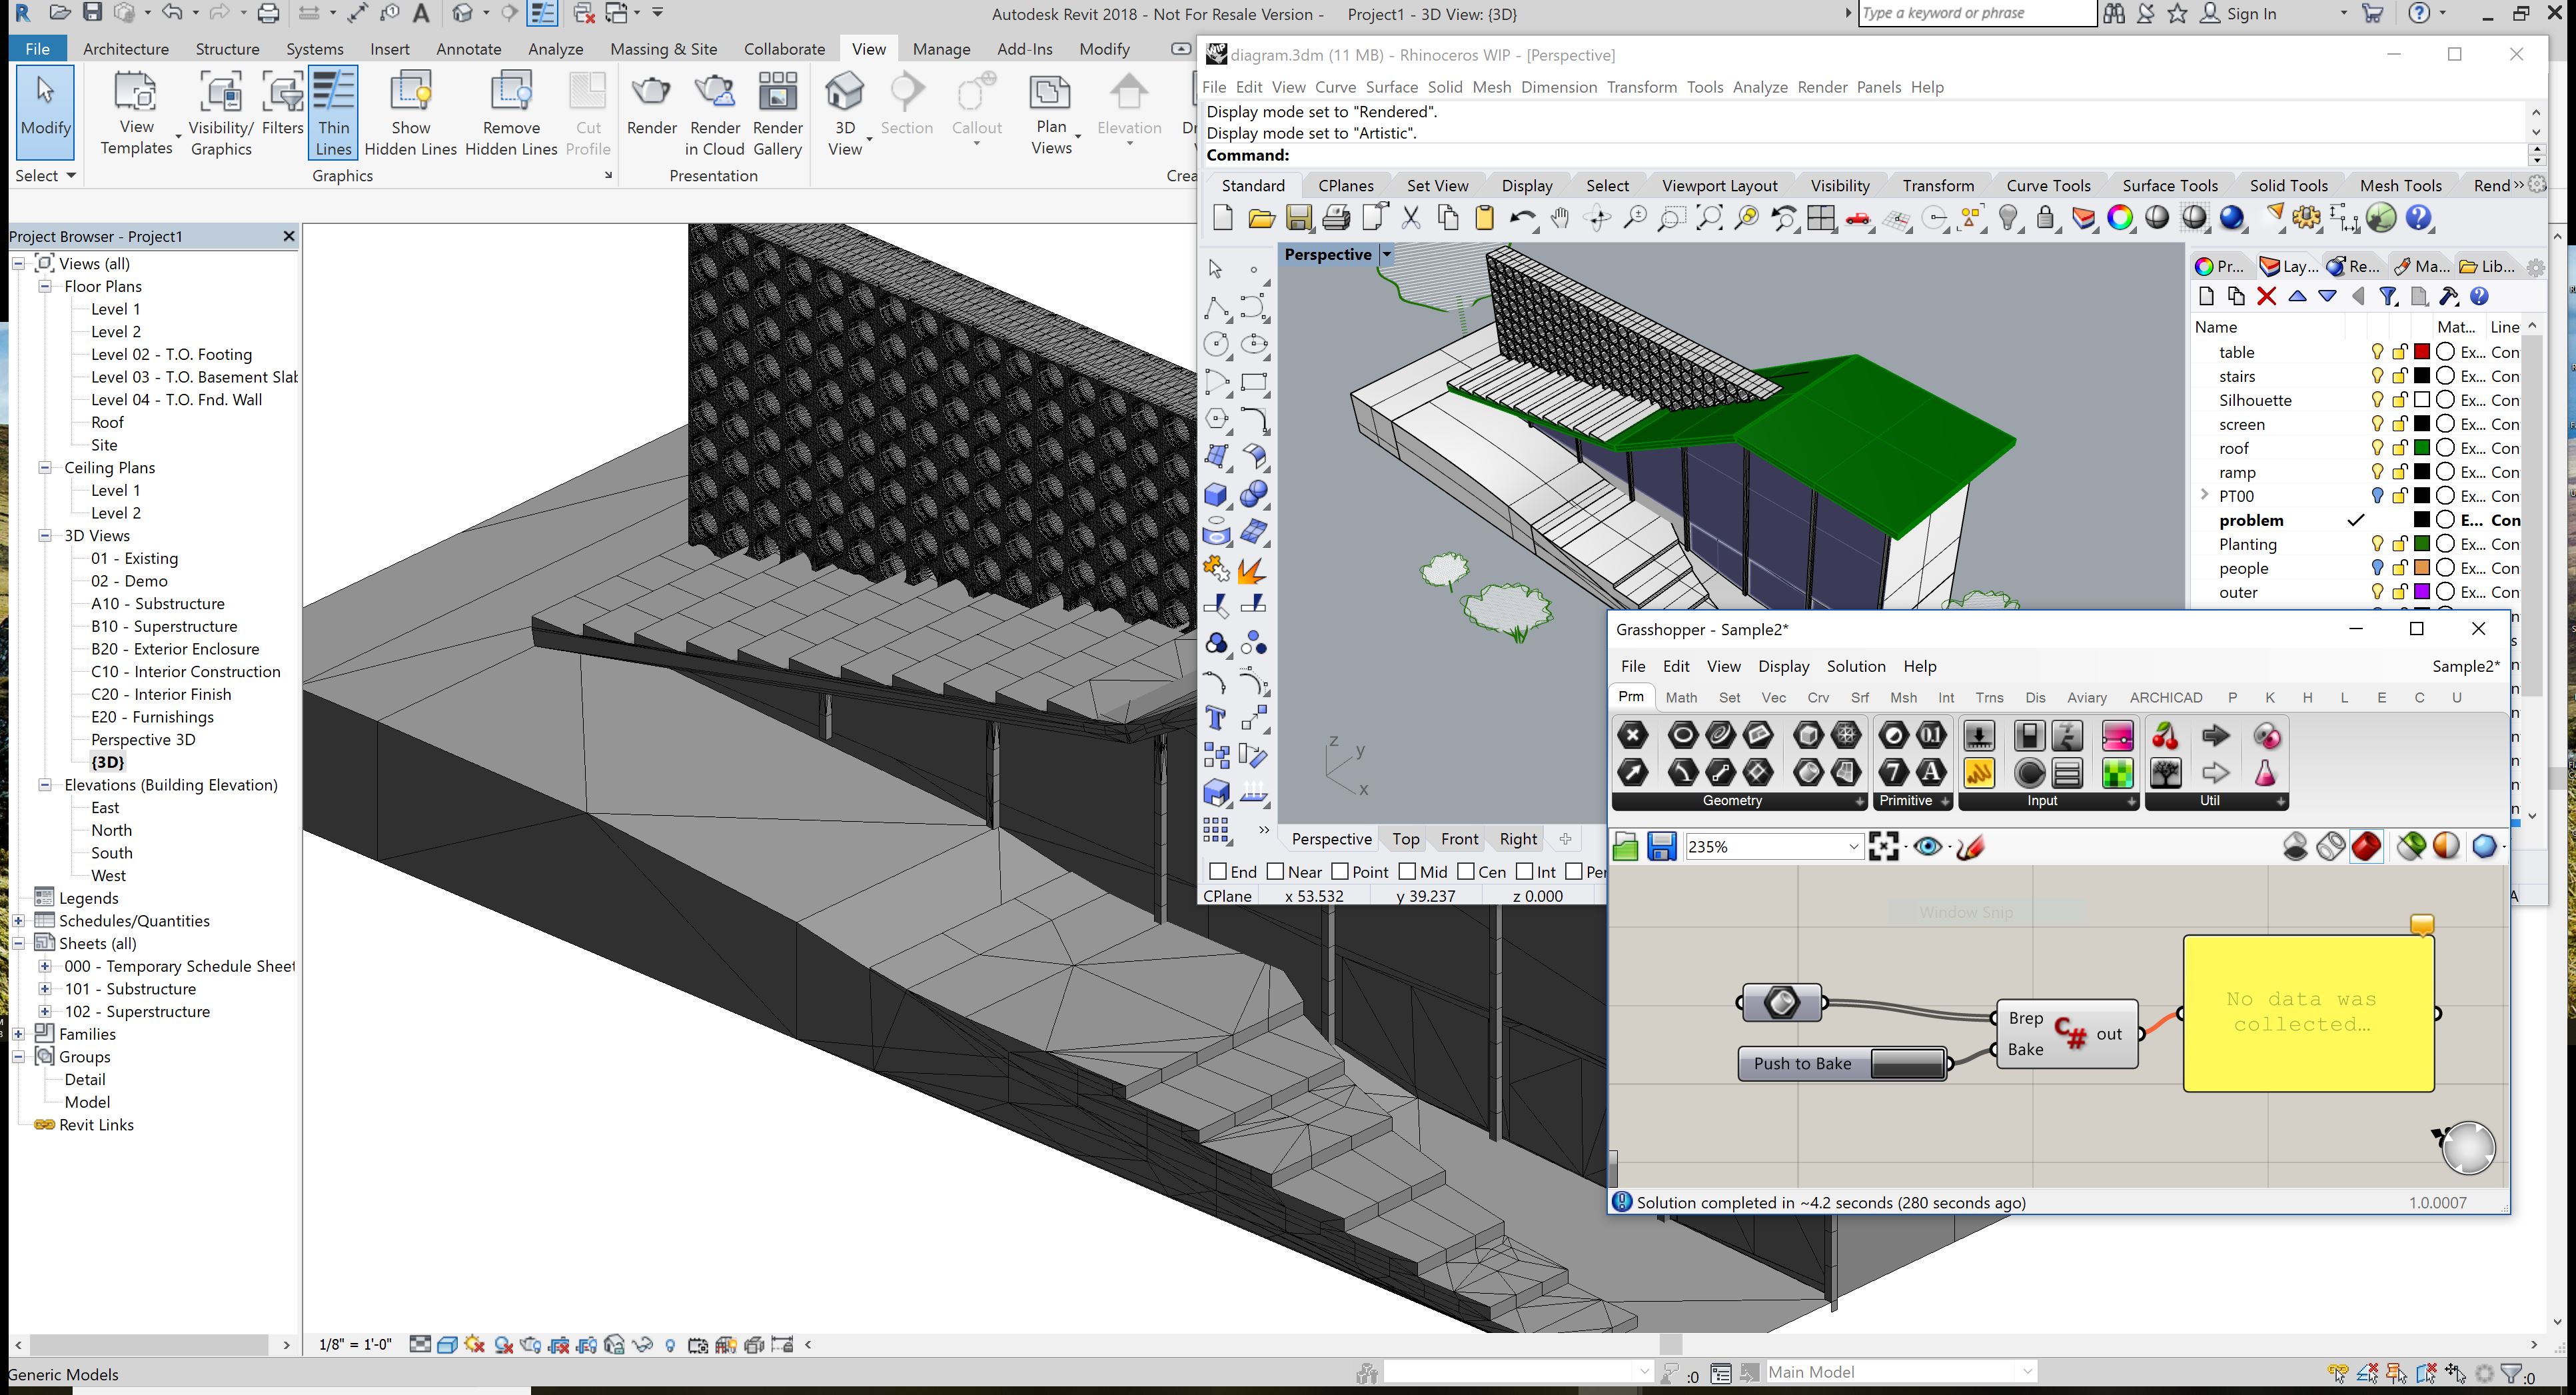 Autodesk Revit 2018 - Not For Resale Version - Project1 - 3D View: {3D}
Type a keyword or phrase
Sign In
File Architecture Structure Systems Insert Annotate Analyze Massing & Site Collaborate View Manage Add-Ins Modify
Modify
View Templates
Visibility/ Graphics
Filters
Thin Lines
Show Hidden Lines
Remove Hidden Lines
Cut Profile
Render
Render in Cloud
Render Gallery
3D View
Section
Callout
Plan Views
Elevation
Select
Graphics
Presentation
Project Browser - Project1
Views (all)
Floor Plans
Level 1
Level 2
Level 02 - T.O. Footing
Level 03 - T.O. Basement Slab
Level 04 - T.O. Fnd. Wall
Roof
Site
Ceiling Plans
Level 1
Level 2
3D Views
01 - Existing
02 - Demo
A10 - Substructure
B10 - Superstructure
B20 - Exterior Enclosure
C10 - Interior Construction
C20 - Interior Finish
E20 - Furnishings
Perspective 3D
{3D}
Elevations (Building Elevation)
East
North
South
West
Legends
Schedules/Quantities
Sheets (all)
000 - Temporary Schedule Sheet
101 - Substructure
102 - Superstructure
Families
Groups
Detail
Model
Revit Links
1/8" = 1'-0"
Generic Models
:0
Main Model
:0
diagram.3dm (11 MB) - Rhinoceros WIP - [Perspective]
File Edit View Curve Surface Solid Mesh Dimension Transform Tools Analyze Render Panels Help
Display mode set to "Rendered".
Display mode set to "Artistic".
Command:
Standard CPlanes Set View Display Select Viewport Layout Visibility Transform Curve Tools Surface Tools Solid Tools Mesh Tools Rend
Perspective
z
y
x
Pr... Lay... Re... Ma... Lib...
Name Mat... Line
table Ex... Con
stairs Ex... Con
Silhouette Ex... Con
screen Ex... Con
roof Ex... Con
ramp Ex... Con
PT00 Ex... Con
problem E... Con
Planting Ex... Con
people Ex... Con
outer Ex... Con
Perspective Top Front Right
End Near Point Mid Cen Int Per
CPlane x 53.532 y 39.237 z 0.000
Grasshopper - Sample2*
File Edit View Display Solution Help Sample2*
Prm Math Set Vec Crv Srf Msh Int Trns Dis Aviary ARCHICAD P K H L E C U
Geometry Primitive Input Util
235%
Window Snip
Brep
Bake
C#
out
Push to Bake
No data was
collected…
Solution completed in ~4.2 seconds (280 seconds ago)
1.0.0007